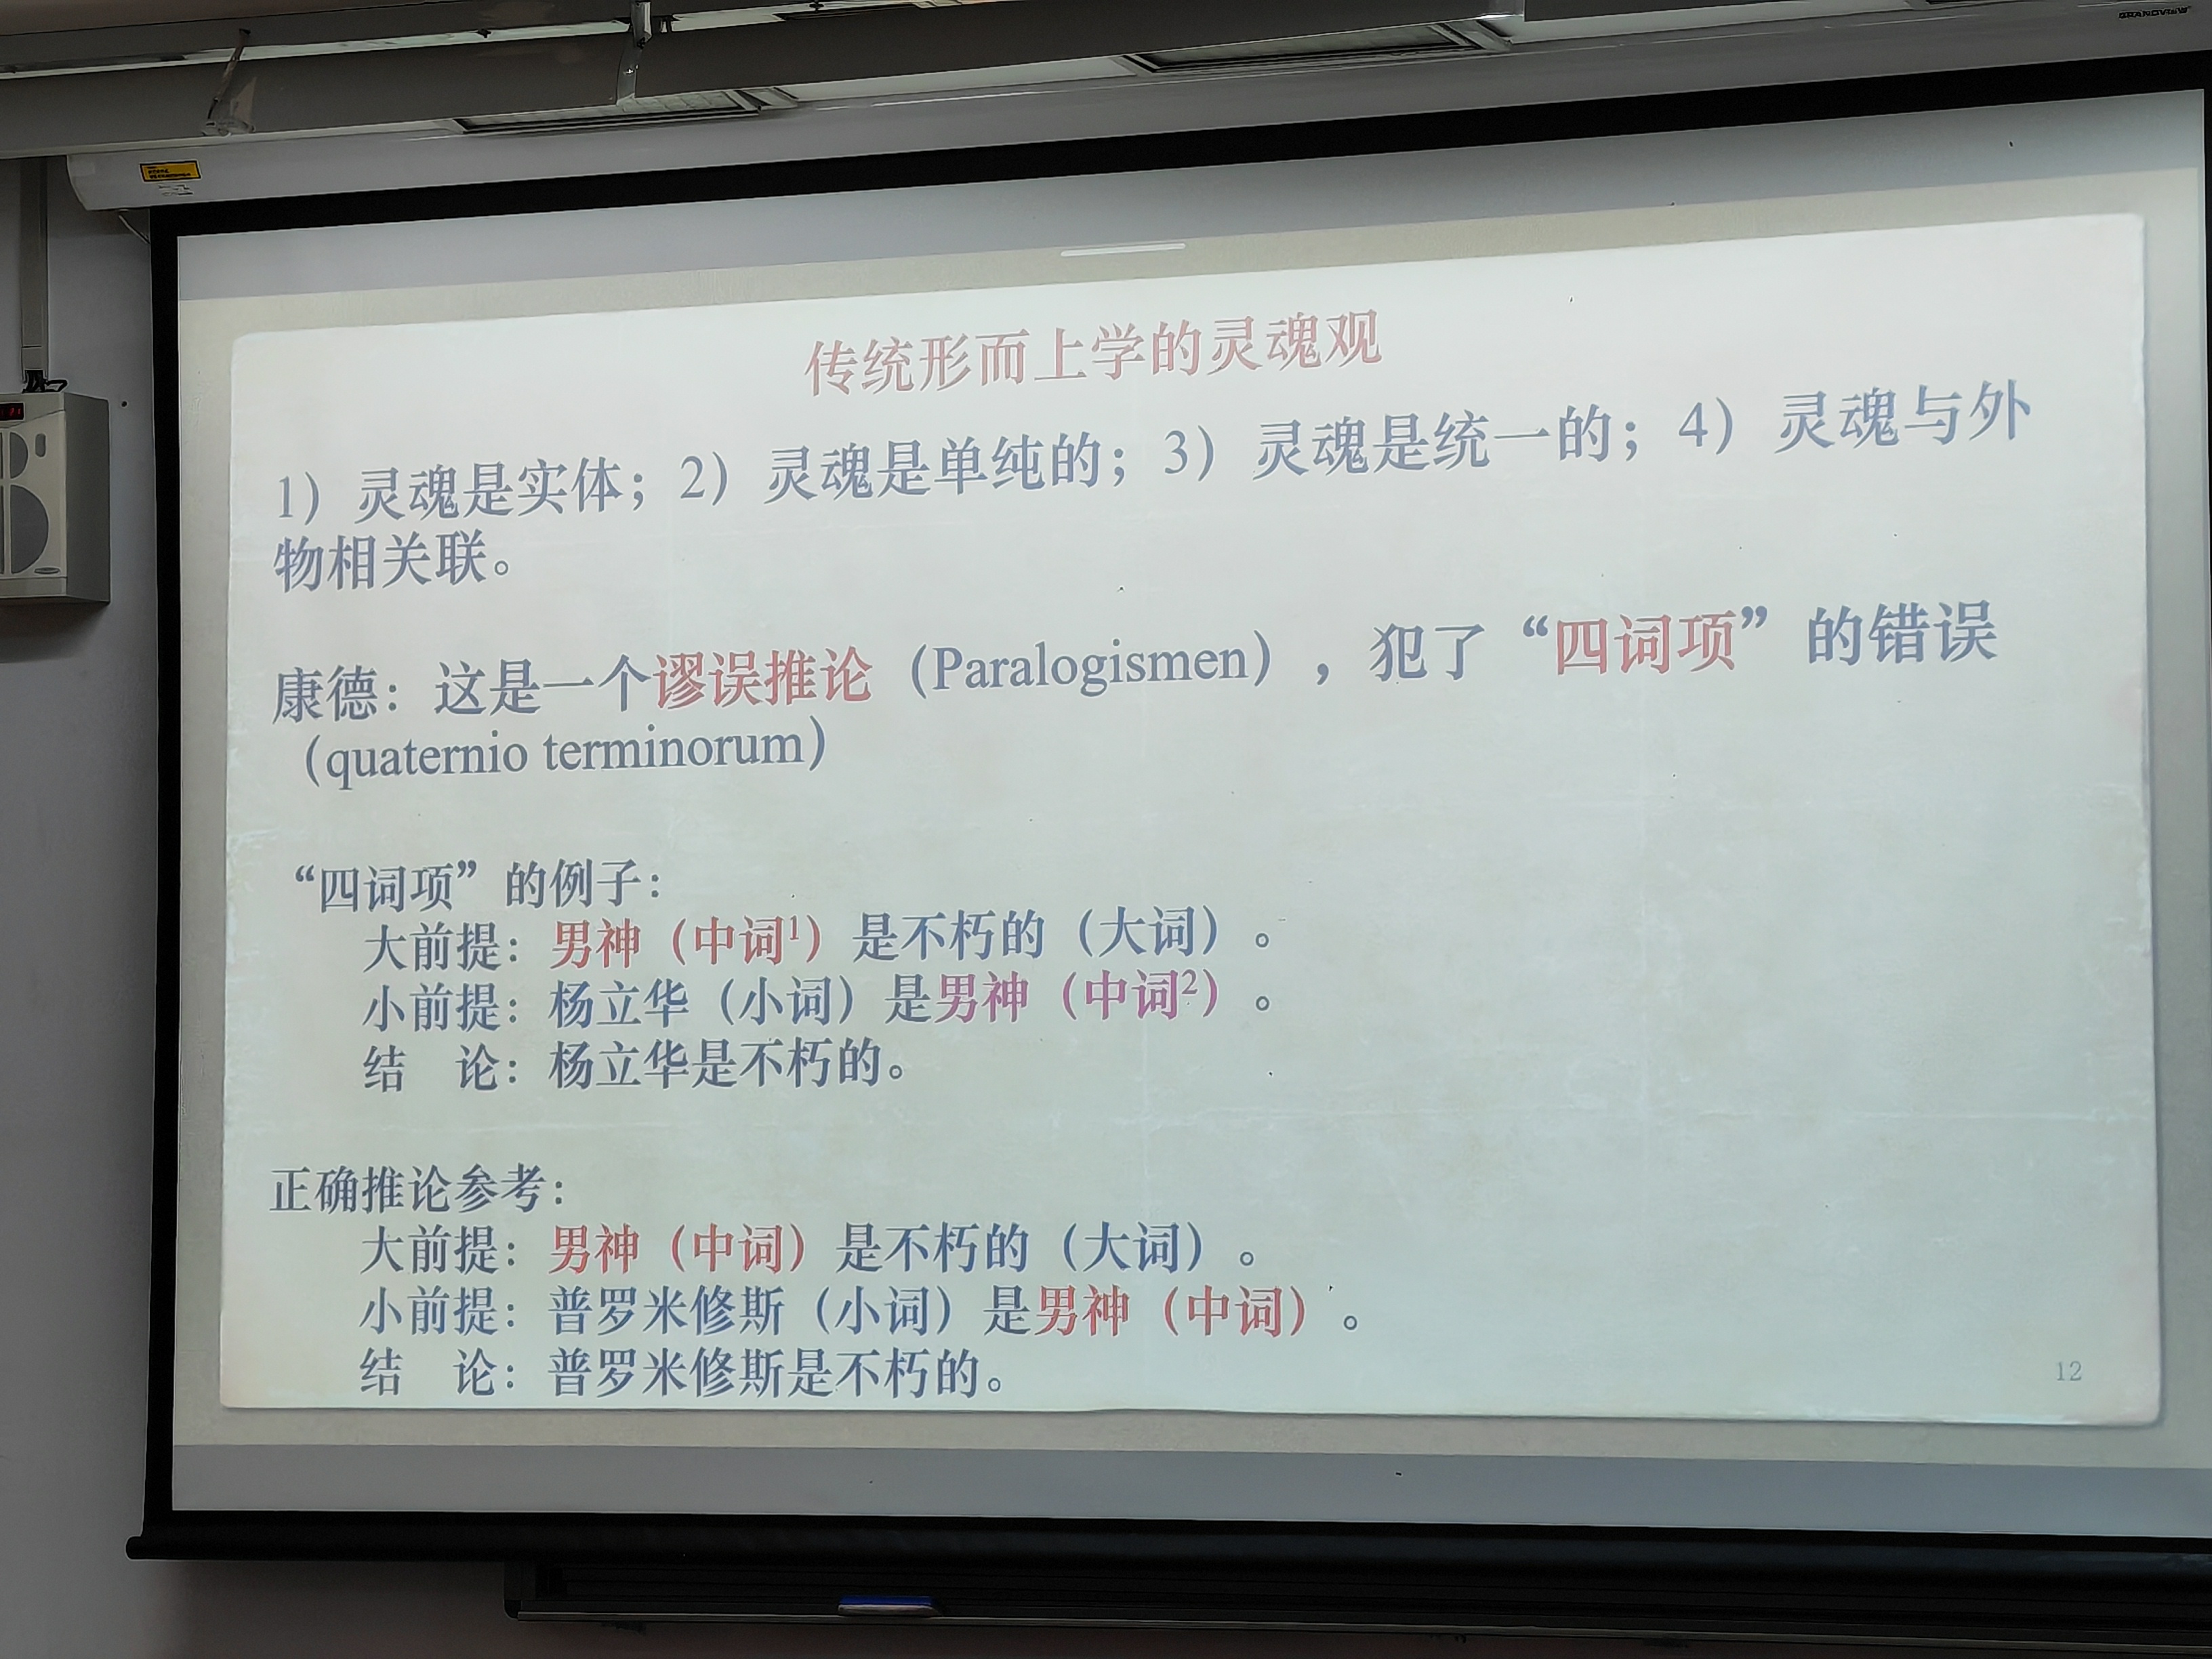 GRANDVIEW
传统形而上学的灵魂观
1）灵魂是实体；2）灵魂是单纯的；3）灵魂是统一的；4）灵魂与外
物相关联。
康德：这是一个谬误推论（Paralogismen），犯了“四词项”的错误
（quaternio terminorum）
“四词项”的例子：
大前提：男神（中词¹）是不朽的（大词）。
小前提：杨立华（小词）是男神（中词²）。
结　论：杨立华是不朽的。
正确推论参考：
大前提：男神（中词）是不朽的（大词）。
小前提：普罗米修斯（小词）是男神（中词）。
结　论：普罗米修斯是不朽的。
12